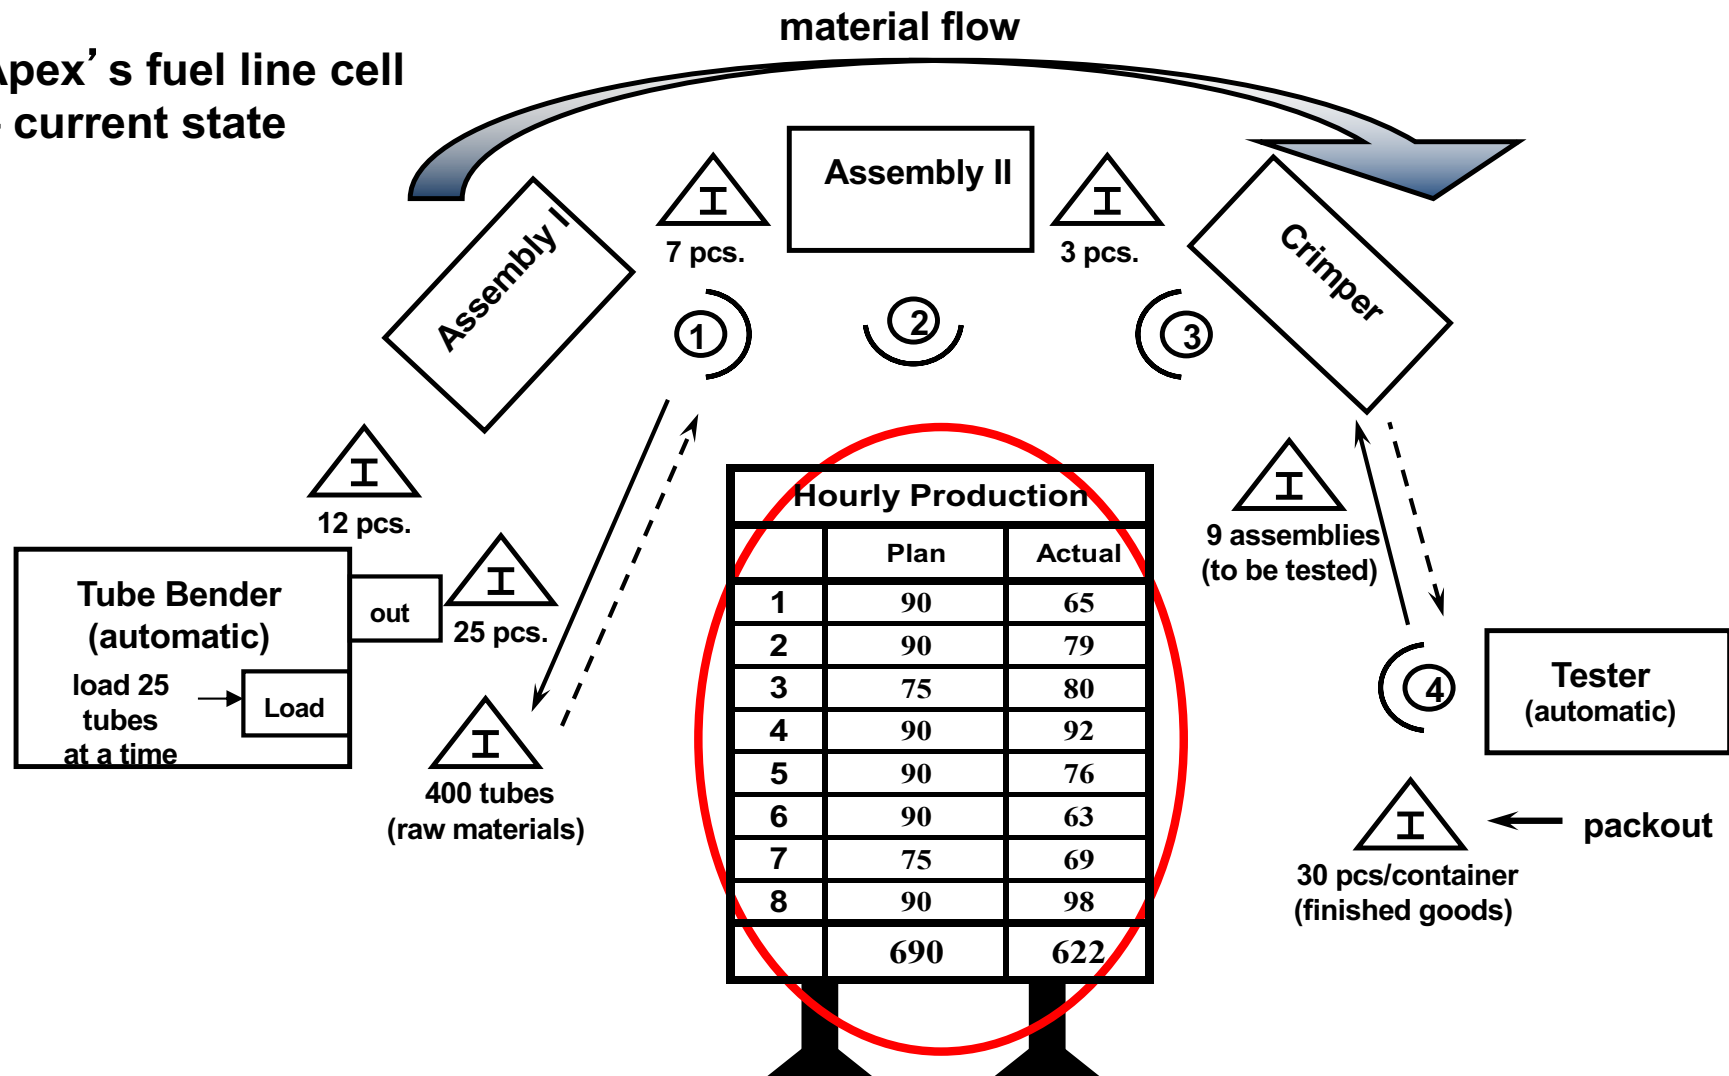 material flow
Apex's fuel line cell
- current state
Assembly I
7 pcs.
Assembly II
3 pcs.
Crimper
1
2
3
12 pcs.
Tube Bender
(automatic)
out
25 pcs.
load 25
tubes
at a time
Load
400 tubes
(raw materials)
Hourly Production
Plan Actual
1 90 65
2 90 79
3 75 80
4 90 92
5 90 76
6 90 63
7 75 69
8 90 98
690 622
9 assemblies
(to be tested)
4
Tester
(automatic)
packout
30 pcs/container
(finished goods)